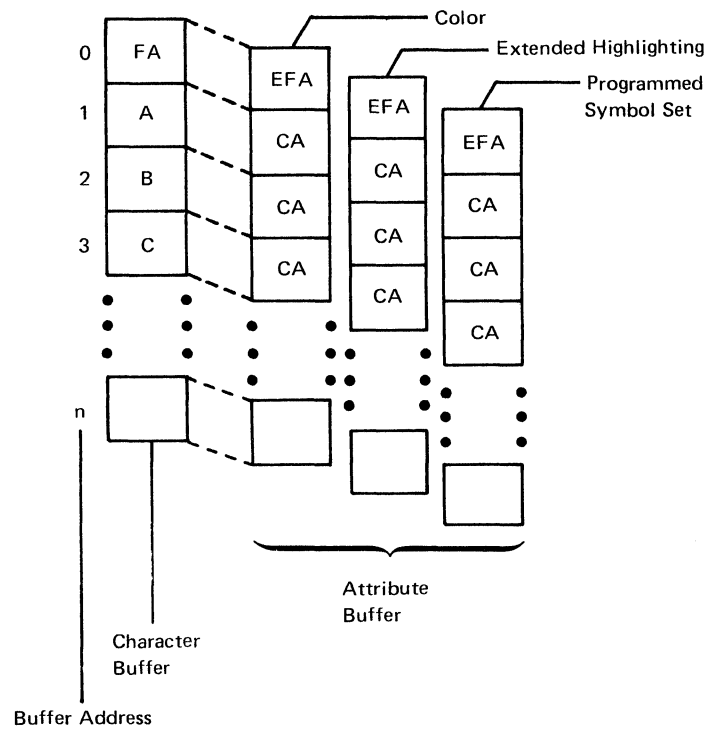 Color
Extended Highlighting
Programmed
Symbol Set
0 FA EFA EFA EFA
1 A CA CA CA
2 B CA CA CA
3 C CA CA CA
n
Attribute
Buffer
Character
Buffer
Buffer Address